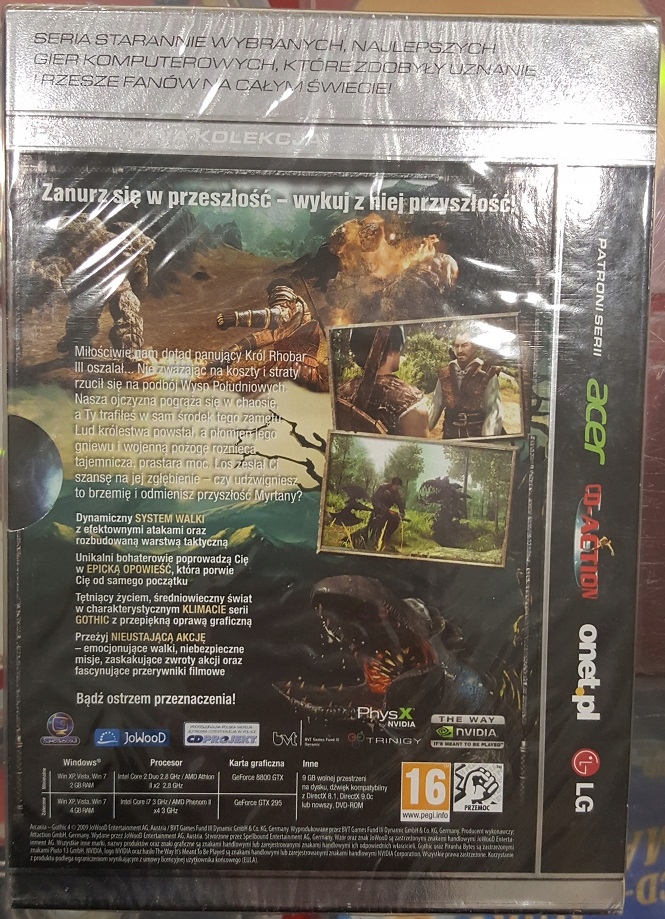 SERIA STARANNIE WYBRANYCH, NAJLEPSZYCH
GIER KOMPUTEROWYCH, KTÓRE ZDOBYŁY UZNANIE
RZESZE FANÓW NA CAŁYM ŚWIECIE!
KOLEKCJA
Zanurz się w przeszłość – wykuj z niej przyszłość!
Miłościwie nam dotąd panujący Król Rhobar
III oszalał... Nie zważając na koszty i straty
rzucił się na podbój Wysp Południowych.
Nasza ojczyzna pogrąża się w chaosie,
a Ty trafiłeś w sam środek tego zamętu.
Lud królestwa powstał, a płomień jego
gniewu i wojenną pożogę roznieca
tajemnicza, prastara moc. Los zesłał Ci
szansę na jej zgłębienie – czy udźwigniesz
to brzemię i odmienisz przyszłość Myrtany?
Dynamiczny SYSTEM WALKI
z efektownymi atakami oraz
rozbudowaną warstwą taktyczną
Unikalni bohaterowie poprowadzą Cię
w EPICKĄ OPOWIEŚĆ, która porwie
Cię od samego początku
Tętniący życiem, średniowieczny świat
w charakterystycznym KLIMACIE serii
GOTHIC z przepiękną oprawą graficzną
Przeżyj NIEUSTAJĄCĄ AKCJĘ
– emocjonujące walki, niebezpieczne
misje, zaskakujące zwroty akcji oraz
fascynujące przerywniki filmowe
Bądź ostrzem przeznaczenia!
PATRONI SERII
acer
CD-ACTION
onet.pl
LG
JoWooD
CD PROJEKT
bvt
BVT Games Fund II
Dynamic
PhysX
NVIDIA
TRINIGY
THE WAY
NVIDIA
IT'S MEANT TO BE PLAYED
Windows® Procesor Karta graficzna Inne
Minimalne
Win XP, Vista, Win 7
2 GB RAM
Intel Core 2 Duo 2.8 GHz / AMD Athlon
II x2 2.8 GHz
GeForce 8800 GTX
Zalecane
Win XP, Vista, Win 7
4 GB RAM
Intel Core i7 3 GHz / AMD Phenom II
x4 3 GHz
GeForce GTX 295
9 GB wolnej przestrzeni
na dysku, dźwięk kompatybilny
z DirectX 8.1, DirectX 9.0c
lub nowszy, DVD-ROM
16
www.pegi.info
PRZEMOC